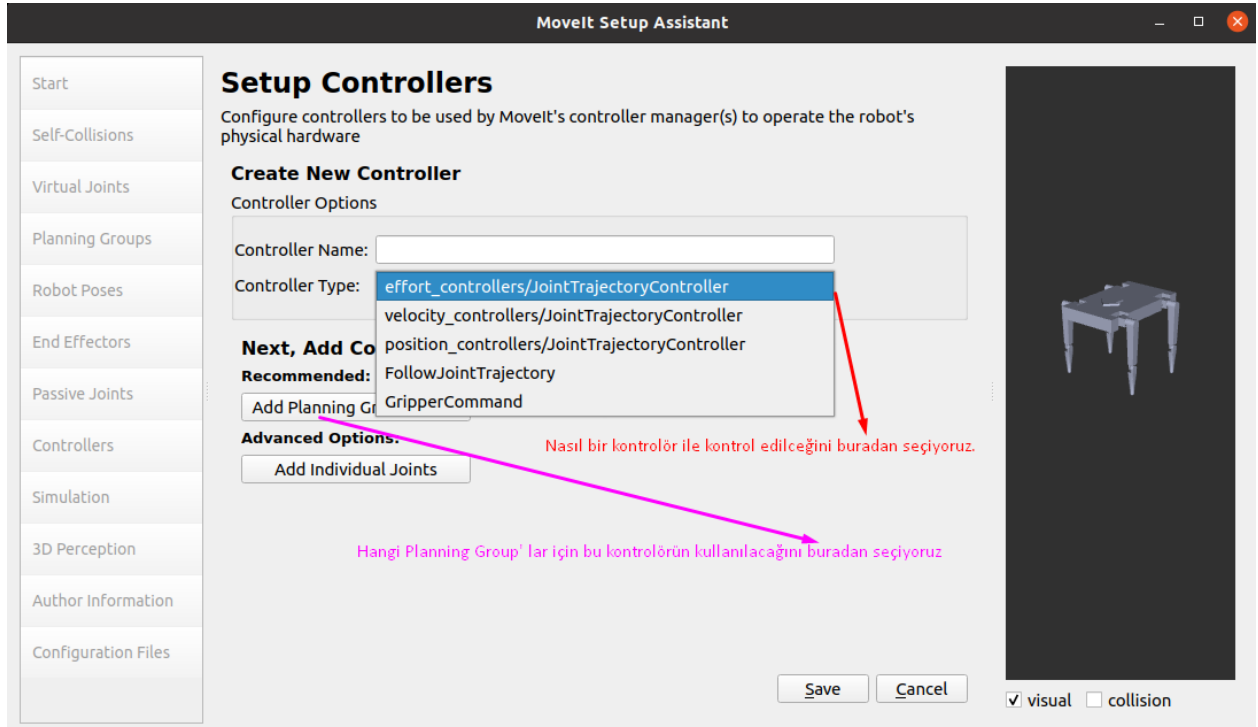 MoveIt Setup Assistant
Start
Self-Collisions
Virtual Joints
Planning Groups
Robot Poses
End Effectors
Passive Joints
Controllers
Simulation
3D Perception
Author Information
Configuration Files
Setup Controllers
Configure controllers to be used by MoveIt's controller manager(s) to operate the robot's
physical hardware
Create New Controller
Controller Options
Controller Name:
Controller Type:
effort_controllers/JointTrajectoryController
velocity_controllers/JointTrajectoryController
position_controllers/JointTrajectoryController
FollowJointTrajectory
GripperCommand
Next, Add Co
Recommended:
Add Planning Gr
Advanced Options:
Add Individual Joints
Nasıl bir kontrolör ile kontrol edilceğini buradan seçiyoruz.
Hangi Planning Group' lar için bu kontrolörün kullanılacağını buradan seçiyoruz
Save
Cancel
visual
collision